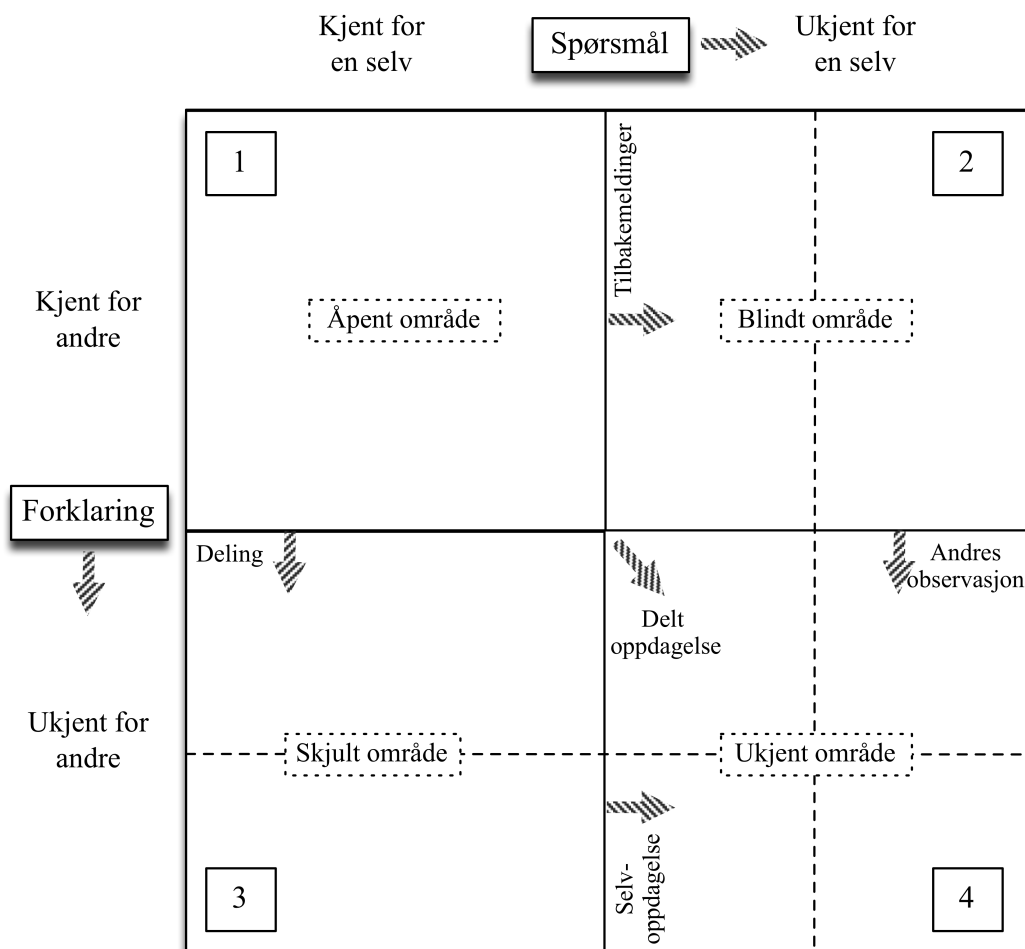 Kjent for
en selv
Spørsmål
Ukjent for
en selv
1
Tilbakemeldinger
2
Kjent for
andre
Åpent område
Blindt område
Forklaring
Deling
Delt
oppdagelse
Andres
observasjon
Ukjent for
andre
Skjult område
Ukjent område
3
Selv-
oppdagelse
4